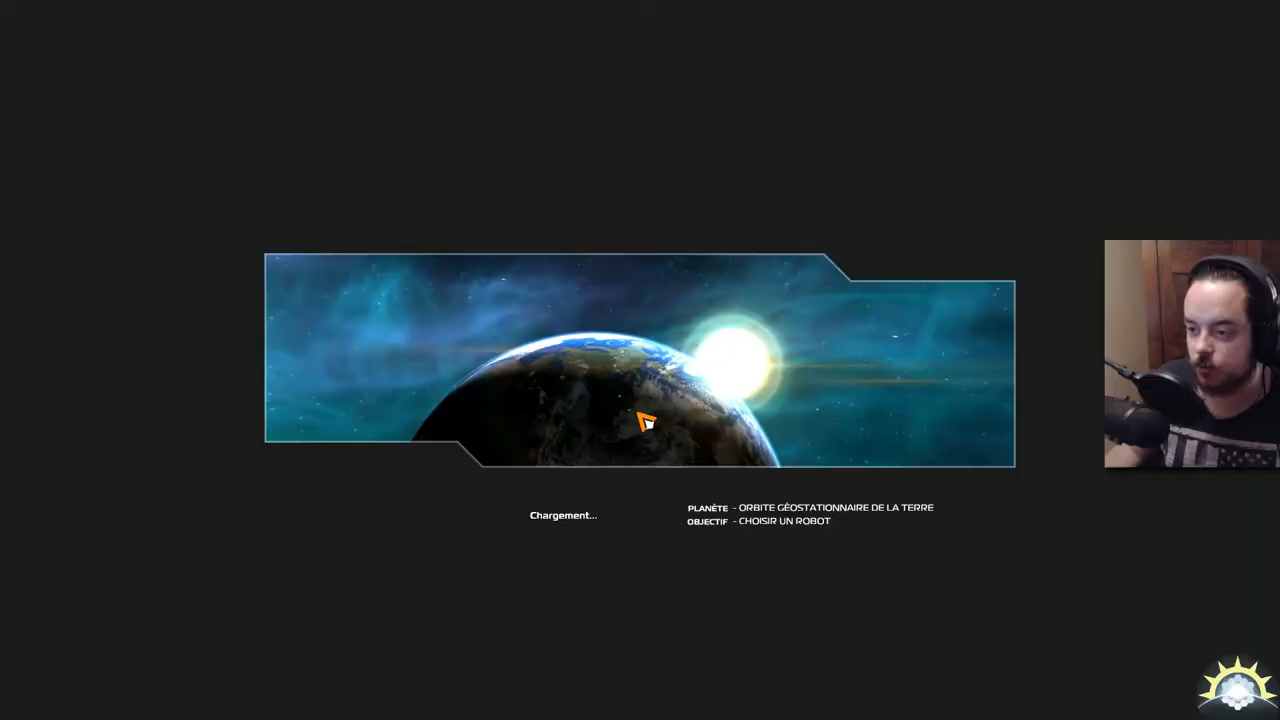 Chargement...
PLANÈTE - ORBITE GÉOSTATIONNAIRE DE LA TERRE
OBJECTIF - CHOISIR UN ROBOT